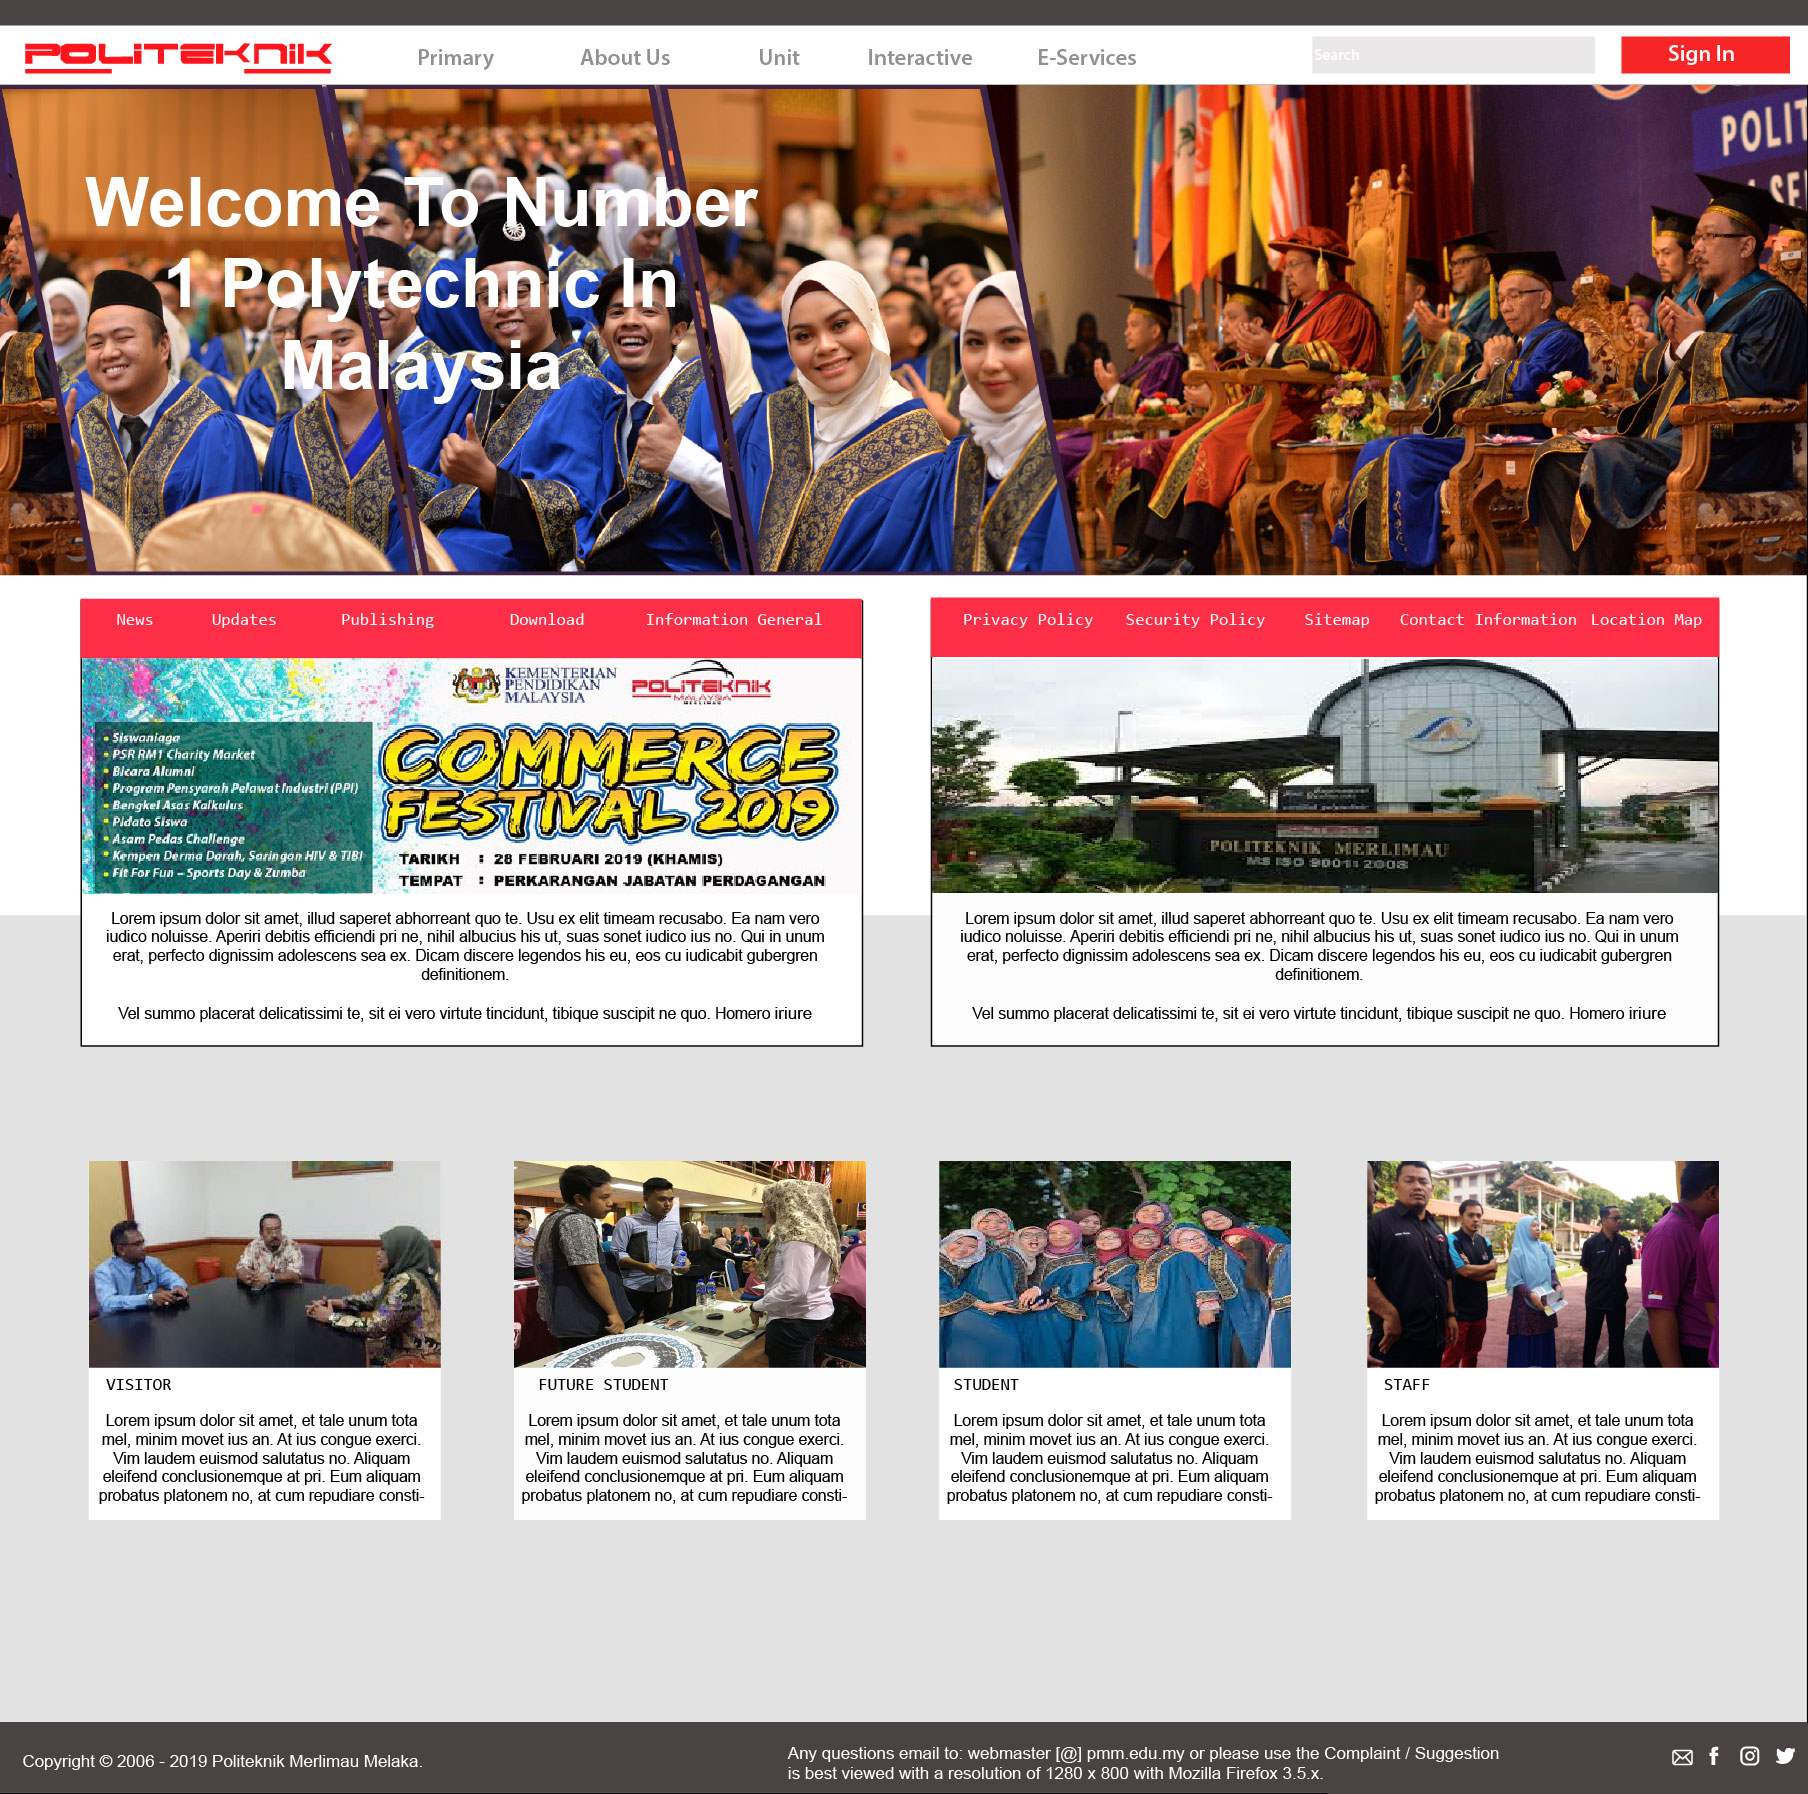 POLITEKNIK
Primary
About Us
Unit
Interactive
E-Services
Search
Sign In
POLIT
Welcome To Number
1 Polytechnic In
Malaysia
News
Updates
Publishing
Download
Information General
KEMENTERIAN
PENDIDIKAN
MALAYSIA
POLITEKNIK
MALAYSIA
MERLIMAU
Siswaniaga
PSR RM1 Charity Market
Bicara Alumni
Program Pensyarah Pelawat Industri (PPI)
Bengkel Asas Kalkulus
Pidato Siswa
Asam Pedas Challenge
Kempen Derma Darah, Saringan HIV & TIBI
Fit For Fun – Sports Day & Zumba
COMMERCE
FESTIVAL 2019
TARIKH : 28 FEBRUARI 2019 (KHAMIS)
TEMPAT : PERKARANGAN JABATAN PERDAGANGAN
Lorem ipsum dolor sit amet, illud saperet abhorreant quo te. Usu ex elit timeam recusabo. Ea nam vero
iudico noluisse. Aperiri debitis efficiendi pri ne, nihil albucius his ut, suas sonet iudico ius no. Qui in unum
erat, perfecto dignissim adolescens sea ex. Dicam discere legendos his eu, eos cu iudicabit gubergren
definitionem.
Vel summo placerat delicatissimi te, sit ei vero virtute tincidunt, tibique suscipit ne quo. Homero iriure
Privacy Policy
Security Policy
Sitemap
Contact Information
Location Map
POLITEKNIK MERLIMAU
MS ISO 9001:2008
Lorem ipsum dolor sit amet, illud saperet abhorreant quo te. Usu ex elit timeam recusabo. Ea nam vero
iudico noluisse. Aperiri debitis efficiendi pri ne, nihil albucius his ut, suas sonet iudico ius no. Qui in unum
erat, perfecto dignissim adolescens sea ex. Dicam discere legendos his eu, eos cu iudicabit gubergren
definitionem.
Vel summo placerat delicatissimi te, sit ei vero virtute tincidunt, tibique suscipit ne quo. Homero iriure
VISITOR
Lorem ipsum dolor sit amet, et tale unum tota
mel, minim movet ius an. At ius congue exerci.
Vim laudem euismod salutatus no. Aliquam
eleifend conclusionemque at pri. Eum aliquam
probatus platonem no, at cum repudiare consti-
FUTURE STUDENT
Lorem ipsum dolor sit amet, et tale unum tota
mel, minim movet ius an. At ius congue exerci.
Vim laudem euismod salutatus no. Aliquam
eleifend conclusionemque at pri. Eum aliquam
probatus platonem no, at cum repudiare consti-
STUDENT
Lorem ipsum dolor sit amet, et tale unum tota
mel, minim movet ius an. At ius congue exerci.
Vim laudem euismod salutatus no. Aliquam
eleifend conclusionemque at pri. Eum aliquam
probatus platonem no, at cum repudiare consti-
STAFF
Lorem ipsum dolor sit amet, et tale unum tota
mel, minim movet ius an. At ius congue exerci.
Vim laudem euismod salutatus no. Aliquam
eleifend conclusionemque at pri. Eum aliquam
probatus platonem no, at cum repudiare consti-
Copyright © 2006 - 2019 Politeknik Merlimau Melaka.
Any questions email to: webmaster [@] pmm.edu.my or please use the Complaint / Suggestion
is best viewed with a resolution of 1280 x 800 with Mozilla Firefox 3.5.x.